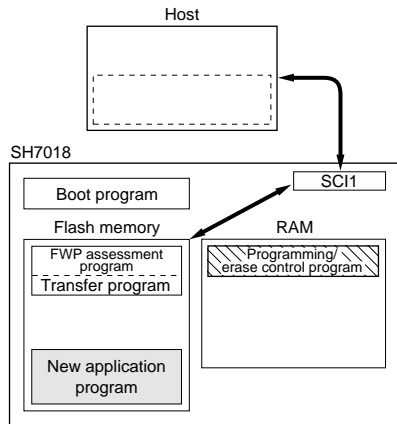 Host
SH7018
SCI1
Boot program
Flash memory
RAM
FWP assessment
program
Transfer program
Programming/
erase control program
New application
program